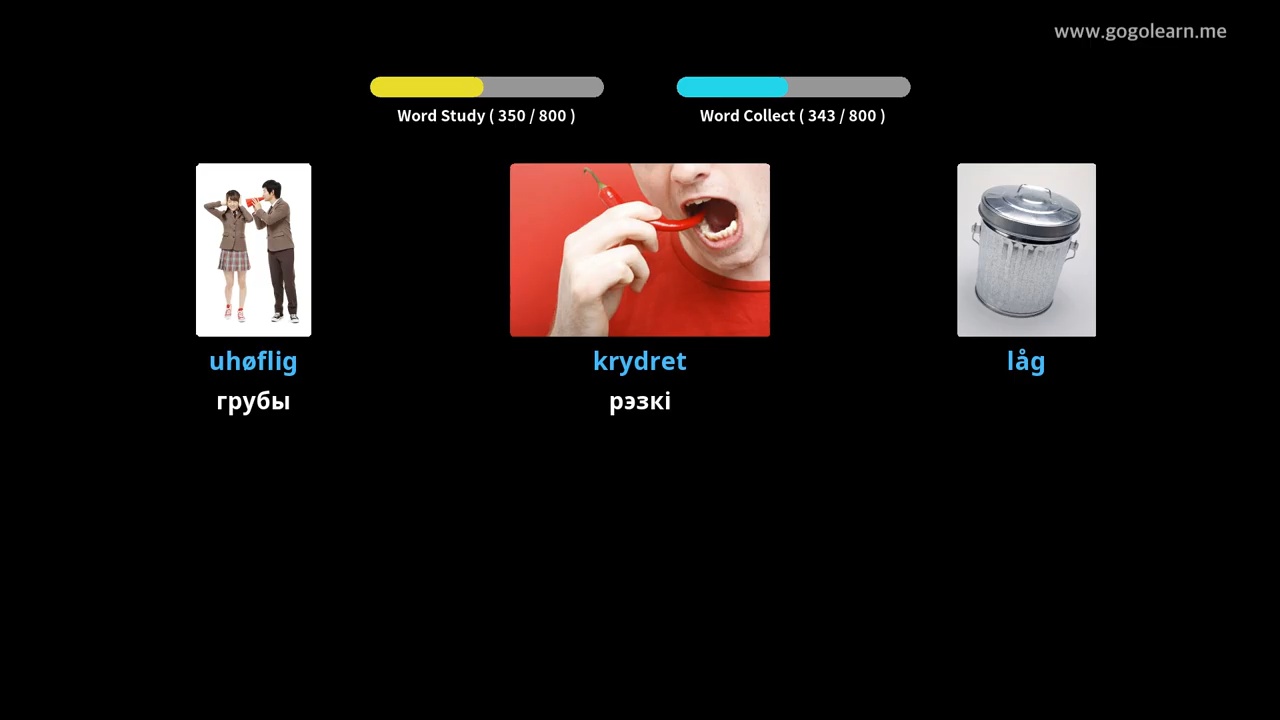 www.gogolearn.me
Word Study ( 350 / 800 )
Word Collect ( 343 / 800 )
uhøflig
krydret
låg
грубы
рэзкі